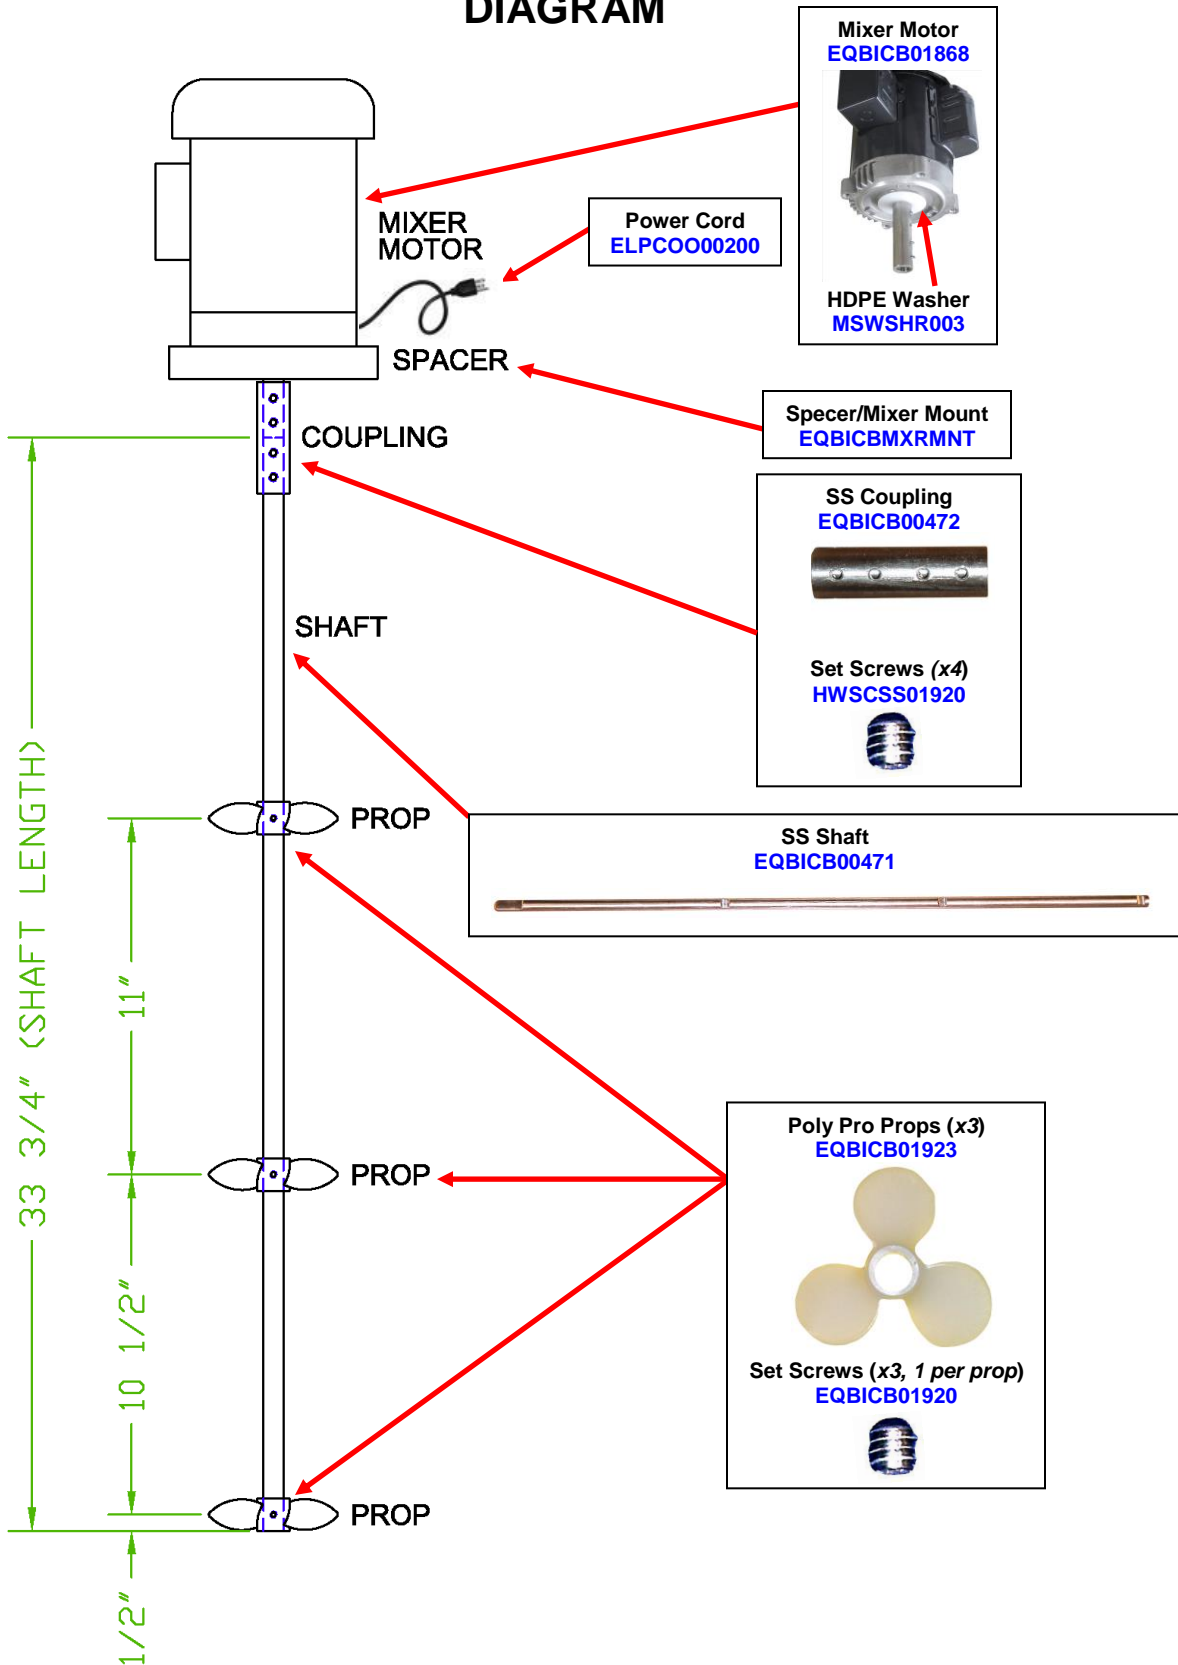 DIAGRAM
Mixer Motor
EQBICB01868
HDPE Washer
MSWSHR003
MIXER
MOTOR
Power Cord
ELPCOO00200
SPACER
Specer/Mixer Mount
EQBICBMXRMNT
COUPLING
SS Coupling
EQBICB00472
Set Screws (x4)
HWSCSS01920
SHAFT
SS Shaft
EQBICB00471
PROP
33 3/4" (SHAFT LENGTH)
11"
PROP
Poly Pro Props (x3)
EQBICB01923
Set Screws (x3, 1 per prop)
EQBICB01920
10 1/2"
PROP
1/2"